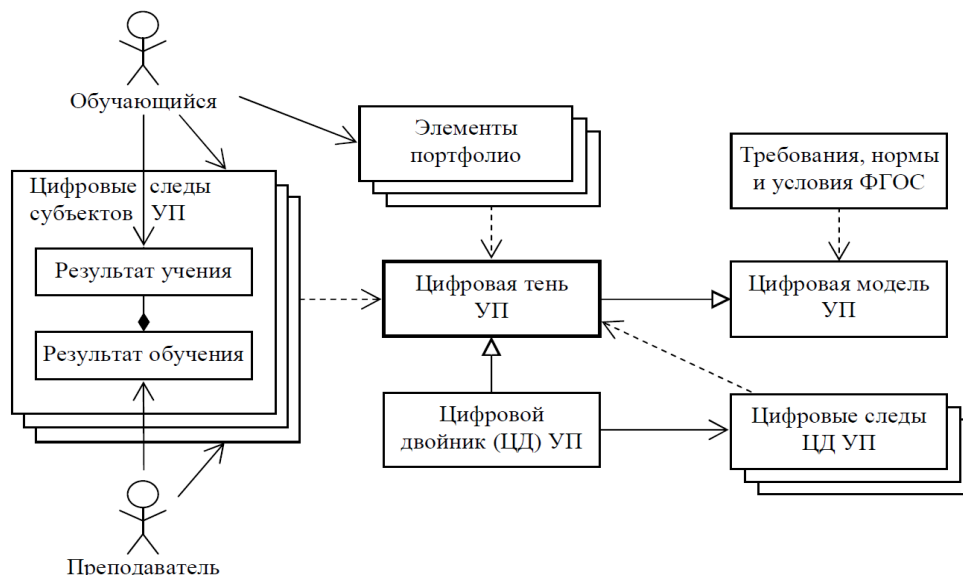 Обучающийся
Элементы
портфолио
Требования, нормы
и условия ФГОС
Цифровые следы
субъектов УП
Результат учения
Результат обучения
Цифровая тень
УП
Цифровая модель
УП
Цифровой
двойник (ЦД) УП
Цифровые следы
ЦД УП
Преподаватель